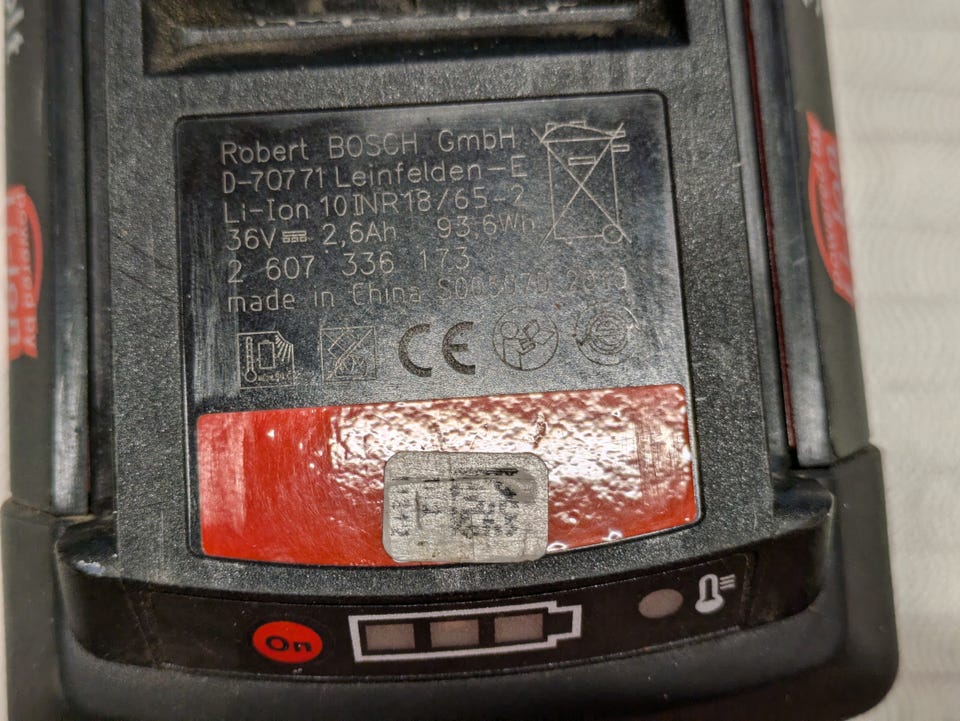 Robert BOSCH GmbH
D-70771 Leinfelden-E
Li-Ion 10INR18/65-2
36V 2,6Ah 93.6Wh
2 607 336 173
made in China
CE
On